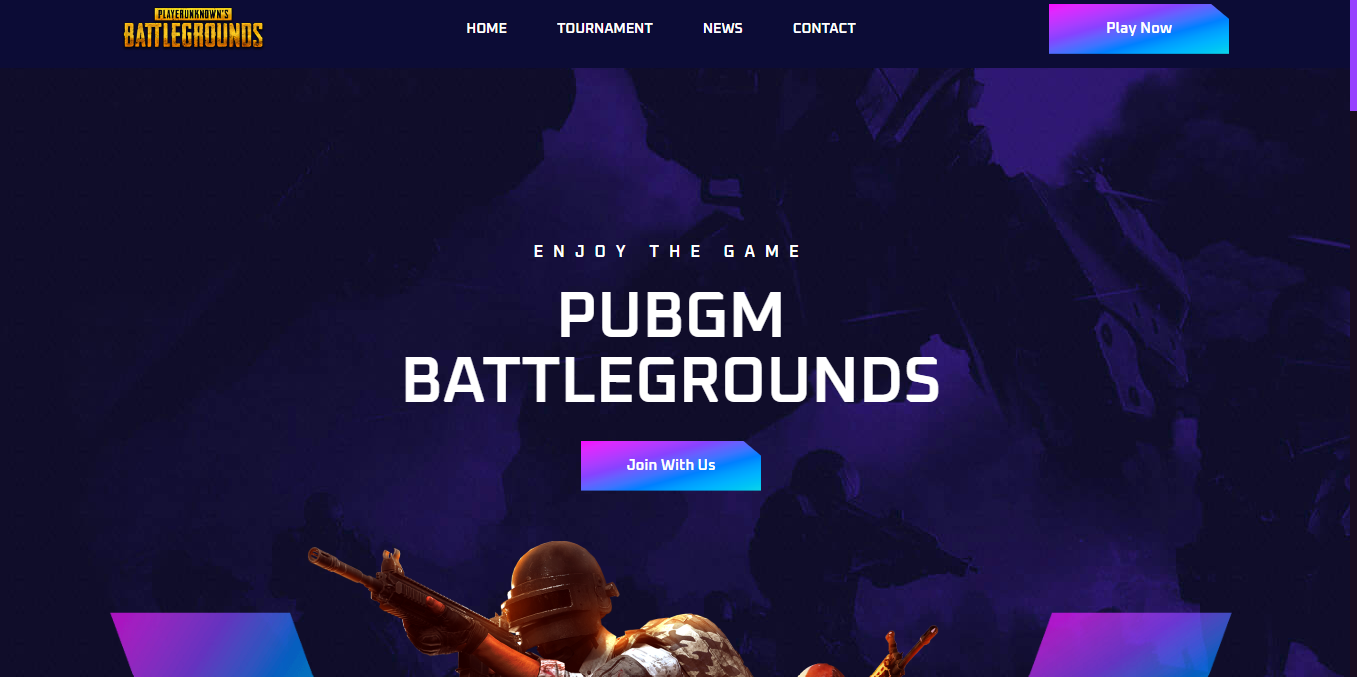 PLAYERUNKNOWN'S
BATTLEGROUNDS
HOME
TOURNAMENT
NEWS
CONTACT
Play Now
ENJOY THE GAME
PUBGM
BATTLEGROUNDS
Join With Us